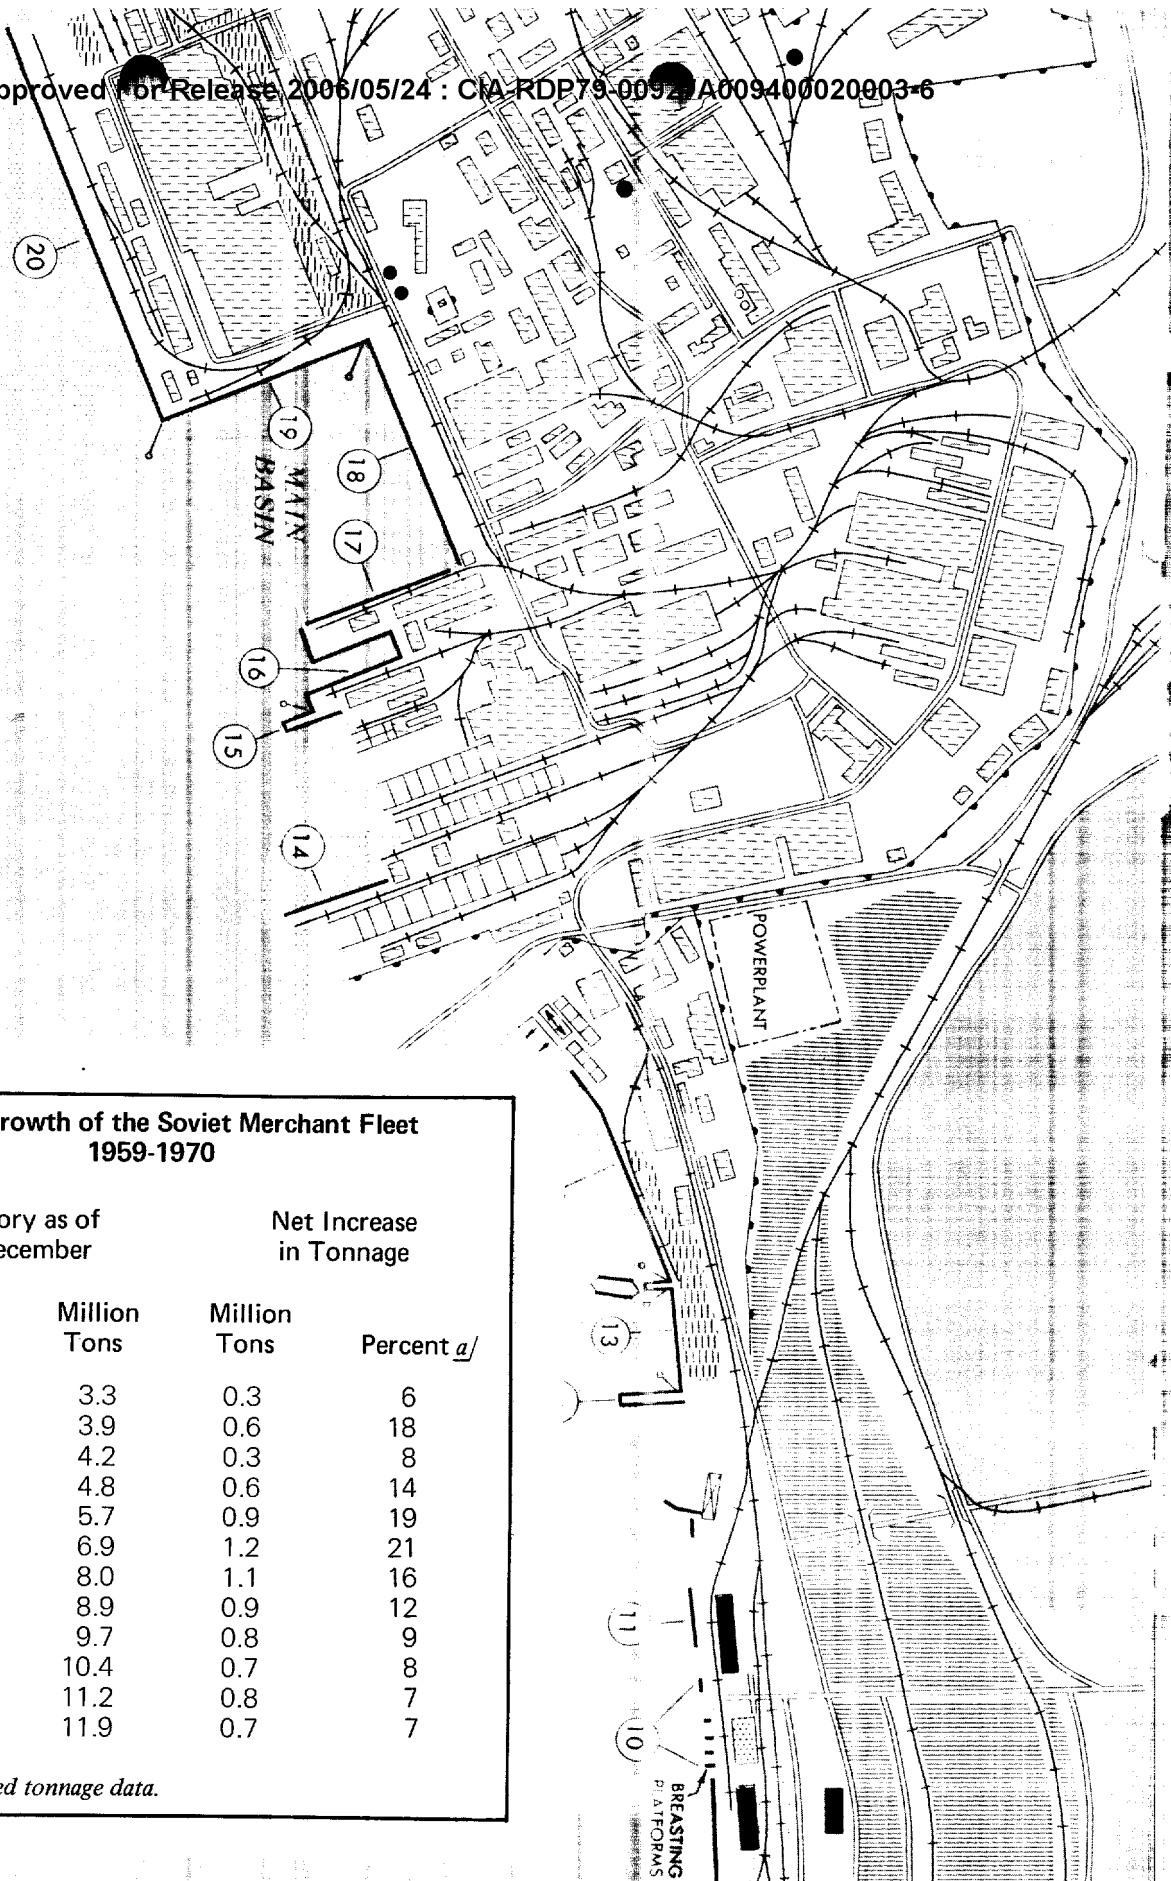 pproved For Release 2006/05/24 : CIA-RDP79-00927A009400020003-6
20
19
MAIN
BASIN
18
17
16
15
14
POWERPLANT
13
11
10
BREASTING
PLATFORMS
rowth of the Soviet Merchant Fleet
1959-1970
ory as of Net Increase
ecember in Tonnage
Million Million
Tons Tons Percent a/
3.3 0.3 6
3.9 0.6 18
4.2 0.3 8
4.8 0.6 14
5.7 0.9 19
6.9 1.2 21
8.0 1.1 16
8.9 0.9 12
9.7 0.8 9
10.4 0.7 8
11.2 0.8 7
11.9 0.7 7
ed tonnage data.